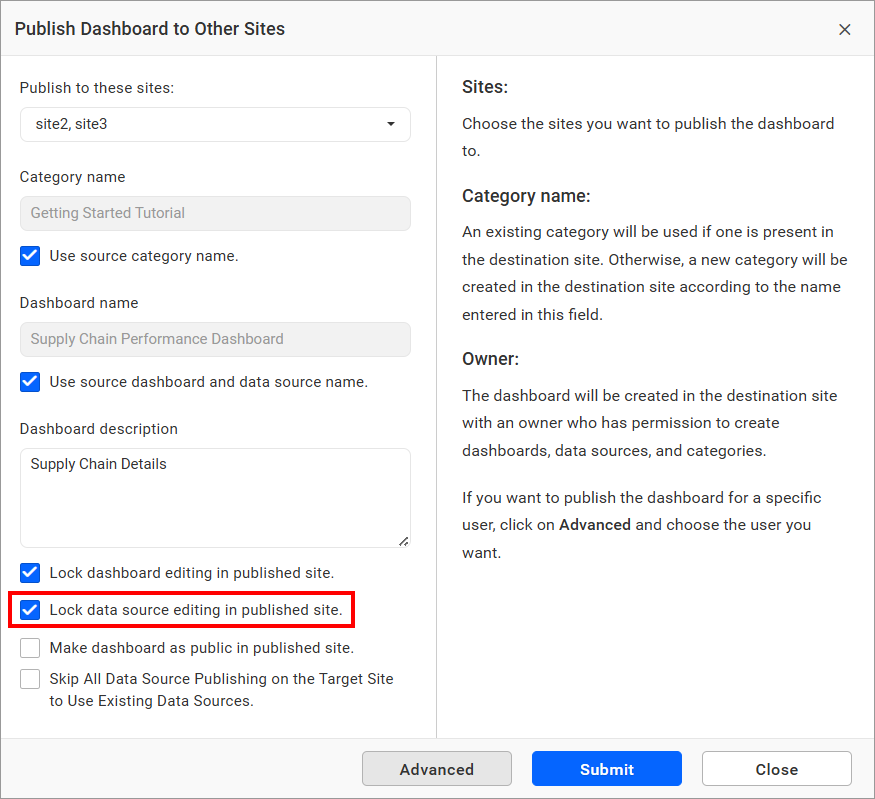 Publish Dashboard to Other Sites
Publish to these sites:
site2, site3
Category name
Getting Started Tutorial
Use source category name.
Dashboard name
Supply Chain Performance Dashboard
Use source dashboard and data source name.
Dashboard description
Supply Chain Details
Lock dashboard editing in published site.
Lock data source editing in published site.
Make dashboard as public in published site.
Skip All Data Source Publishing on the Target Site
to Use Existing Data Sources.
Sites:
Choose the sites you want to publish the dashboard
to.
Category name:
An existing category will be used if one is present in
the destination site. Otherwise, a new category will be
created in the destination site according to the name
entered in this field.
Owner:
The dashboard will be created in the destination site
with an owner who has permission to create
dashboards, data sources, and categories.
If you want to publish the dashboard for a specific
user, click on Advanced and choose the user you
want.
Advanced
Submit
Close